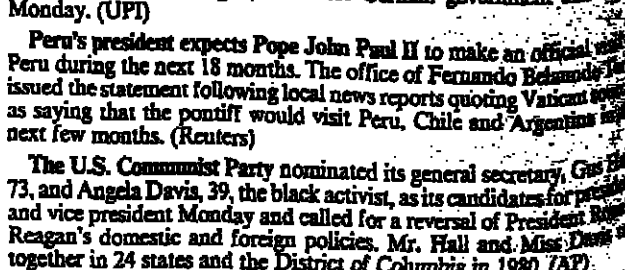 government
Monday. (UPI)
Peru's president expects Pope John Paul II to make an official
Peru during the next 18 months. The office of Fernando Belaunde
issued the statement following local news reports quoting Vatican
as saying that the pontiff would visit Peru, Chile and Argentina
next few months. (Reuters)
The U.S. Communist Party nominated its general secretary, Gus
73, and Angela Davis, 39, the black activist, as its candidates for
and vice president Monday and called for a reversal of President
Reagan's domestic and foreign policies. Mr. Hall and Miss Davis
together in 24 states and the District of Columbia in 1980. (AP)